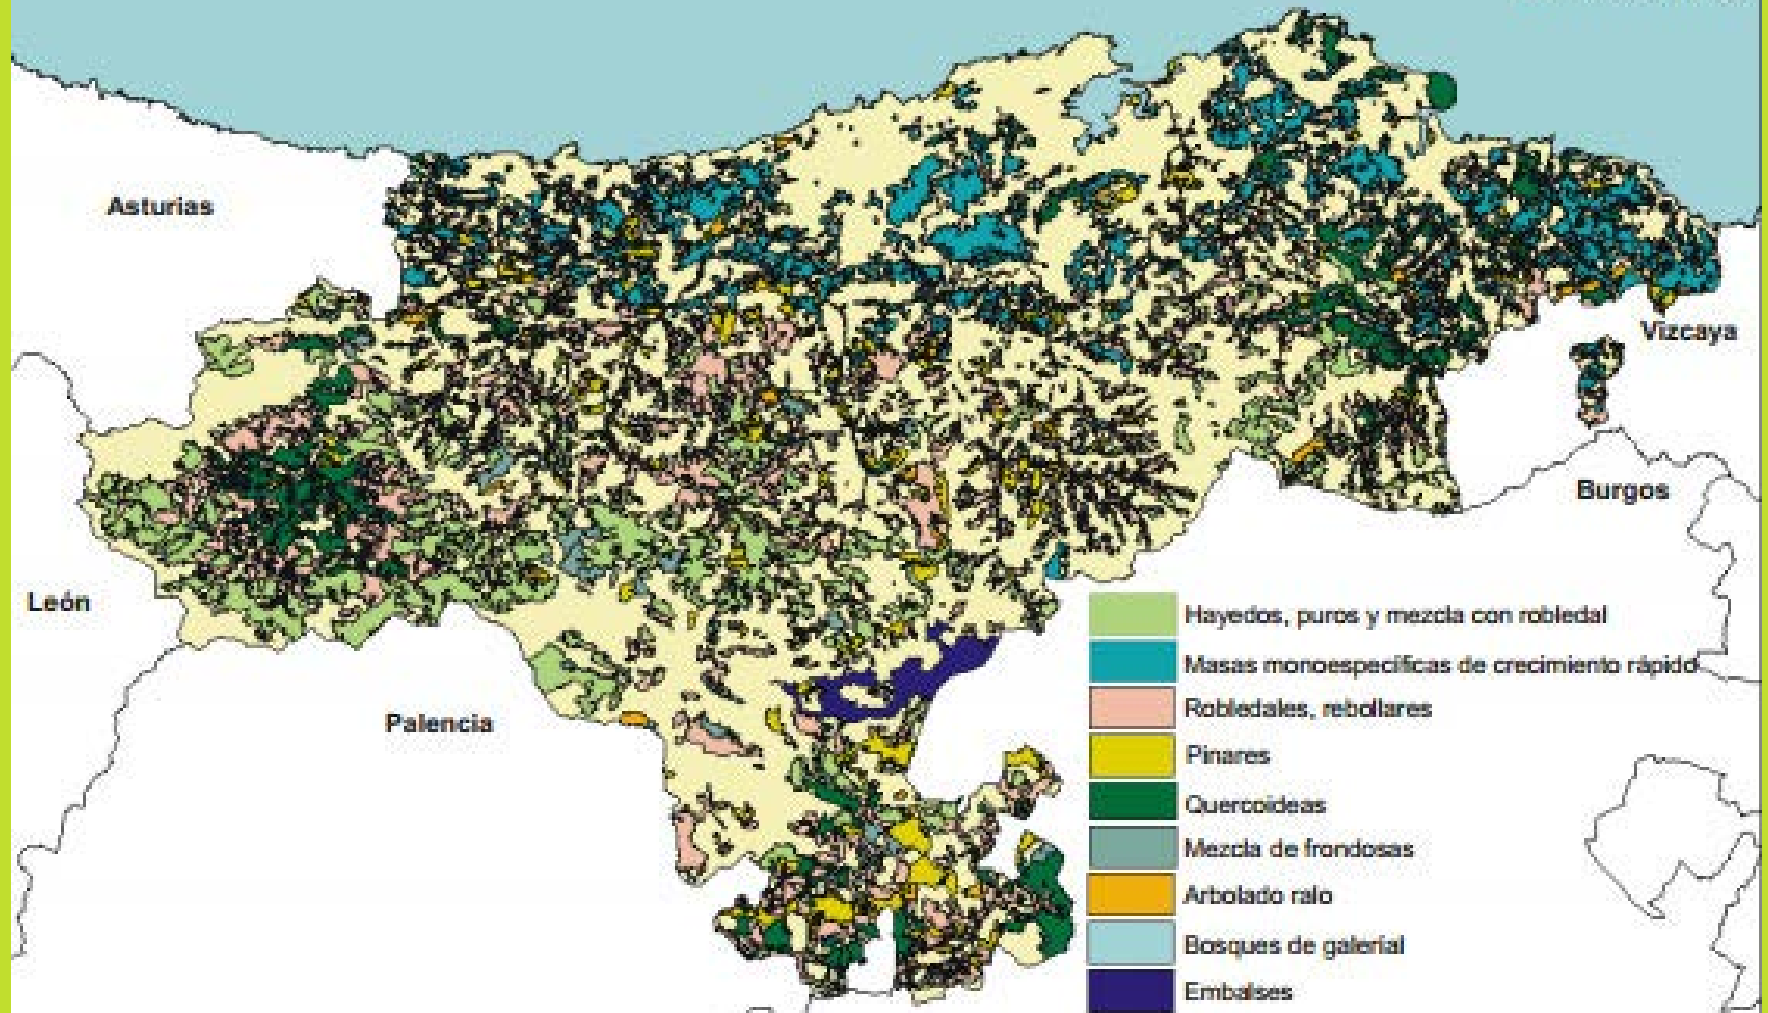 Asturias
Vizcaya
Burgos
León
Palencia
Hayedos, puros y mezcla con robledal
Masas monoespecíficas de crecimiento rápido
Robledales, rebollares
Pinares
Quercoideas
Mezcla de frondosas
Arbolado ralo
Bosques de galerial
Embalses